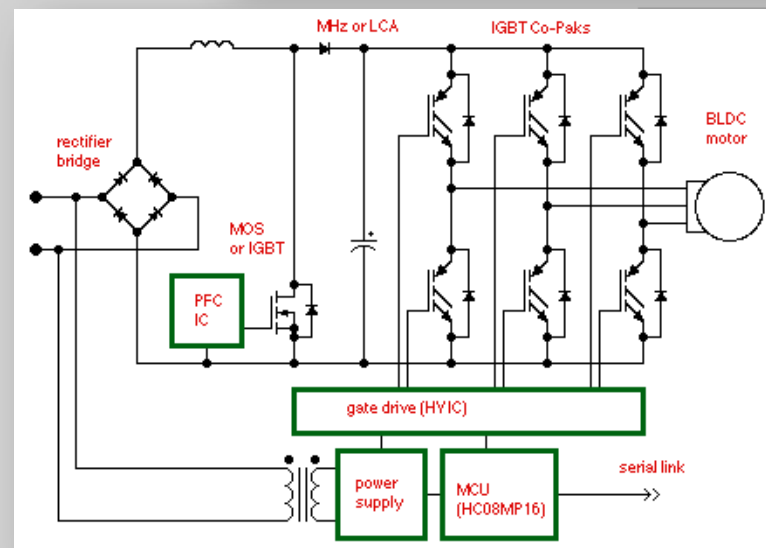 MHz or LCA
IGBT Co-Paks
rectifier
bridge
BLDC
motor
MOS
or IGBT
PFC
IC
+
gate drive (HVIC)
power
supply
MCU
(HC08MP16)
serial link